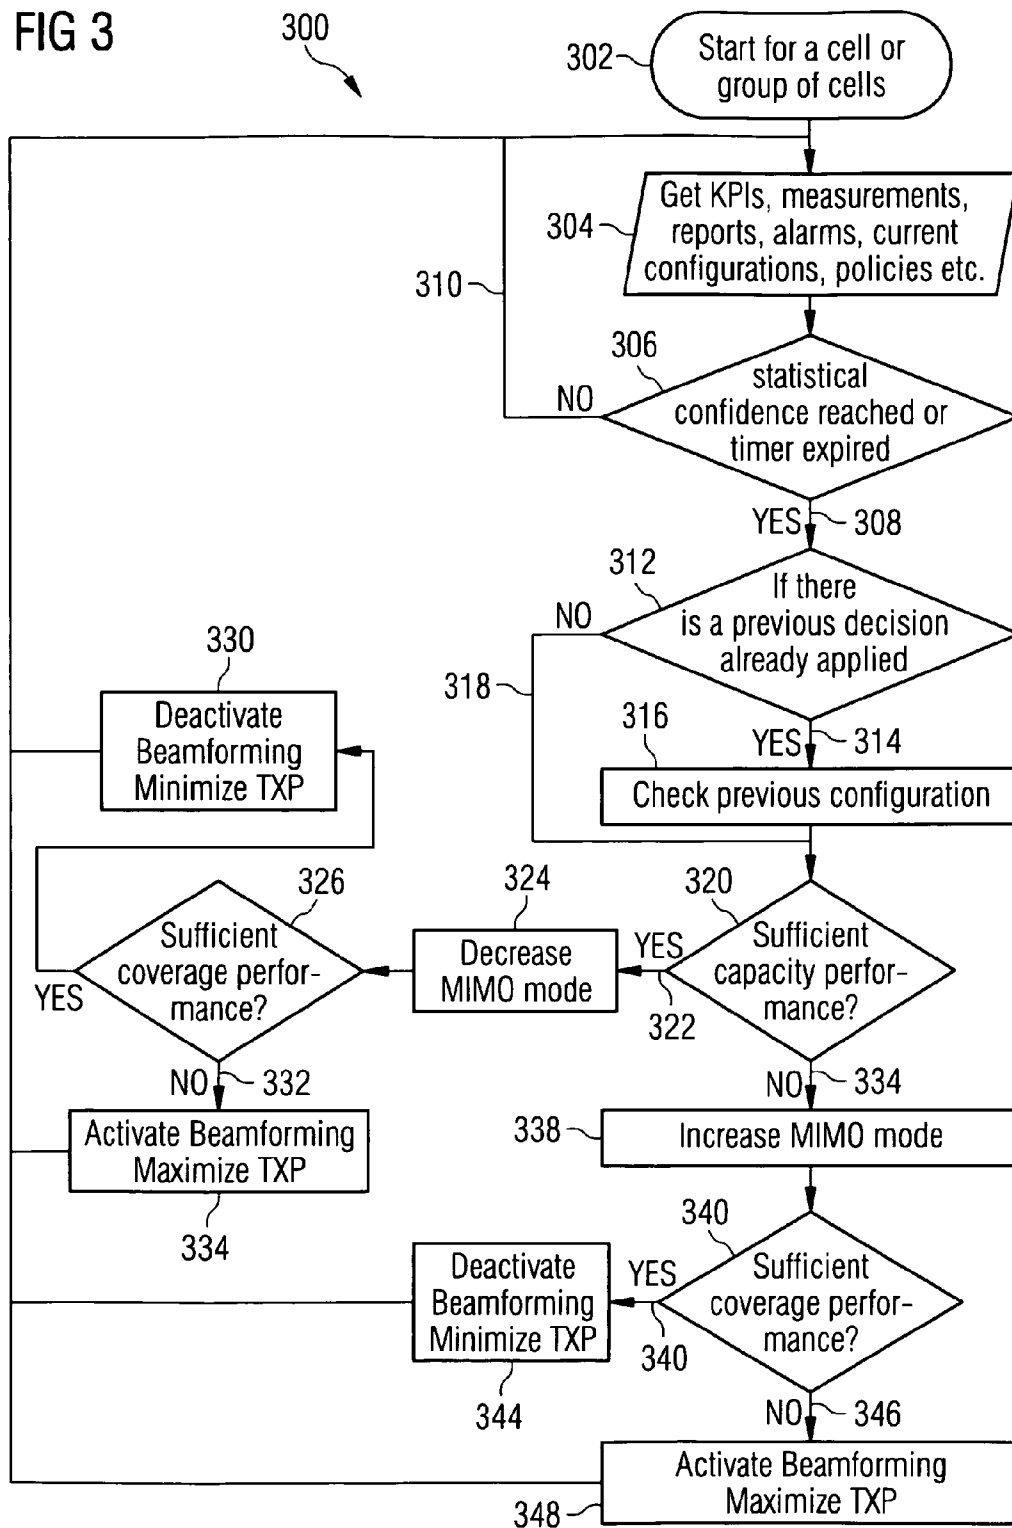 FIG 3
300
302
Start for a cell or
group of cells
304
Get KPIs, measurements,
reports, alarms, current
configurations, policies etc.
310
306
NO
statistical
confidence reached or
timer expired
YES
308
312
NO
If there
is a previous decision
already applied
318
YES
314
316
Check previous configuration
330
Deactivate
Beamforming
Minimize TXP
326
Sufficient
coverage perfor-
mance?
YES
324
Decrease
MIMO mode
YES
322
320
Sufficient
capacity perfor-
mance?
NO
332
Activate Beamforming
Maximize TXP
334
NO
334
338
Increase MIMO mode
340
Sufficient
coverage perfor-
mance?
YES
340
Deactivate
Beamforming
Minimize TXP
344
NO
346
Activate Beamforming
Maximize TXP
348